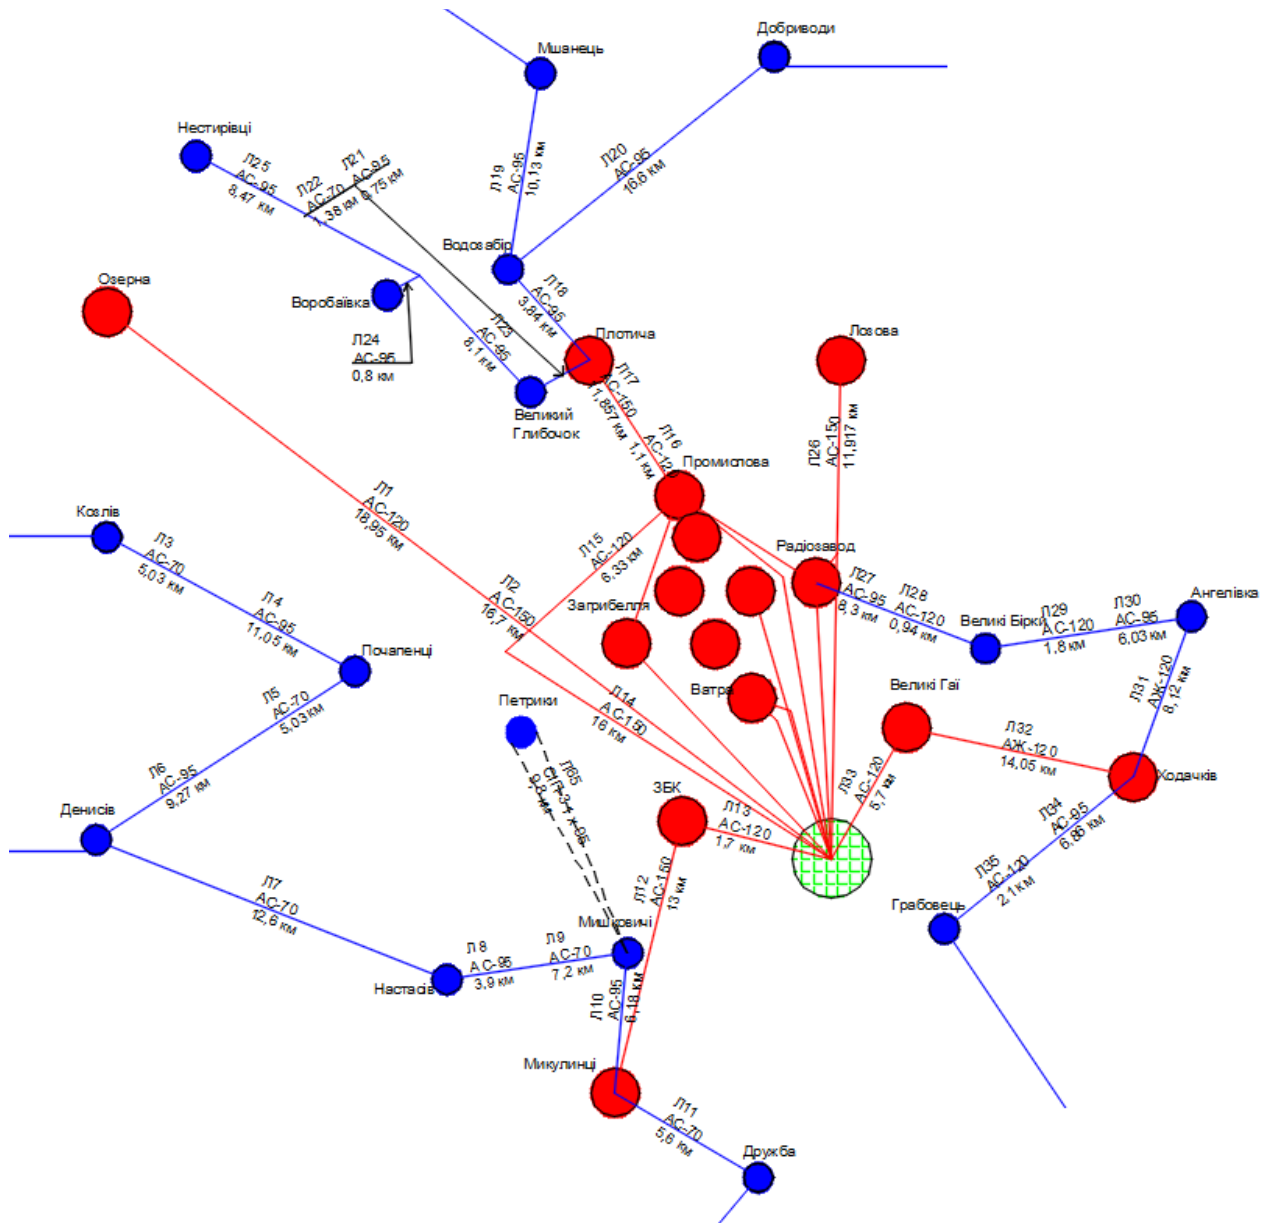 Добриводи
Мшанець
Нестирівці
Л25
АС-95
8,47 км
Л22
АС-70
Л21
АС-95
0,75 км
Л19
АС-95
10,13 км
Л20
АС-95
16,6 км
Водозабір
Озерна
Воробаївка
Л24
АС-95
0,8 км
Л23
АС-95
8,1 км
Л18
АС-95
3,84 км
Плотича
Лозова
Великий
Глибочок
Л17
АС-150
11,857 км
Л16
АС-120
1,1 км
Промислова
Л26
АС-150
11,917 км
Л1
АС-120
18,95 км
Козлів
Л3
АС-70
5,03 км
Л4
АС-95
11,05 км
Л15
АС-120
6,33 км
Л2
АС-150
16,7 км
Загрибелля
Радіозавод
Л27
АС-95
8,3 км
Л28
АС-120
0,94 км
Великі Бірки
Л29
АС-120
1,8 км
Л30
АС-95
6,03 км
Ангелівка
Почапенці
Л5
АС-70
5,03 км
Л6
АС-95
9,27 км
Петрики
Л14
АС-150
16 км
Ватра
Великі Гаї
Л31
АЖ-120
8,12 км
Л32
АЖ-120
14,05 км
Ходачків
Л33
АС-120
5,7 км
Л65
9,8 км
ЗБК
Л13
АС-120
1,7 км
Л34
АС-95
6,86 км
Л35
АС-120
2,1 км
Денисів
Л7
АС-70
12,6 км
Л12
АС-150
13 км
Грабовець
Мишковичі
Л8
АС-95
3,9 км
Л9
АС-70
7,2 км
Настасів
Л10
АС-95
6,18 км
Микулинці
Л11
АС-70
5,6 км
Дружба